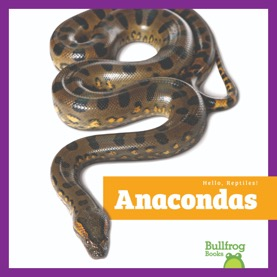 Hello, Reptiles!
Anacondas
Bullfrog
Books